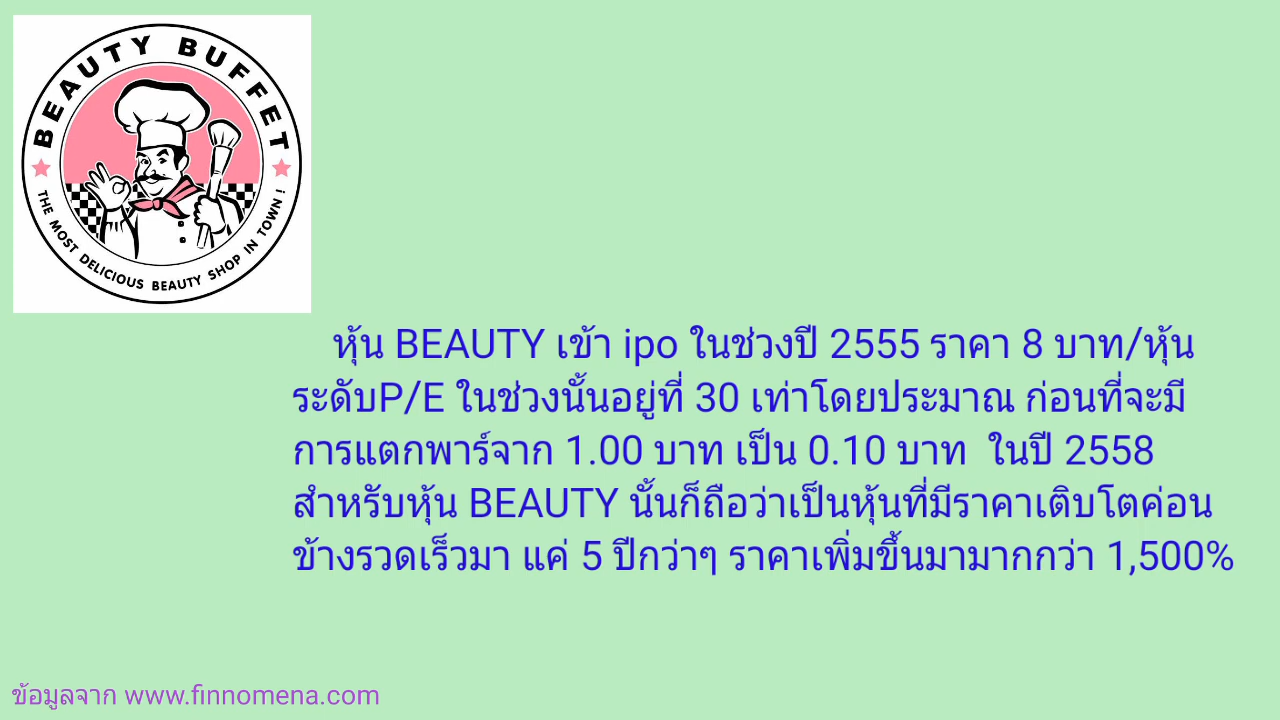 BEAUTY BUFFET
THE MOST DELICIOUS BEAUTY SHOP IN TOWN !
หุ้น BEAUTY เข้า ipo ในช่วงปี 2555 ราคา 8 บาท/หุ้น
ระดับP/E ในช่วงนั้นอยู่ที่ 30 เท่าโดยประมาณ ก่อนที่จะมี
การแตกพาร์จาก 1.00 บาท เป็น 0.10 บาท  ในปี 2558
สำหรับหุ้น BEAUTY นั้นก็ถือว่าเป็นหุ้นที่มีราคาเติบโตค่อน
ข้างรวดเร็วมา แค่ 5 ปีกว่าๆ ราคาเพิ่มขึ้นมามากกว่า 1,500%
ข้อมูลจาก www.finnomena.com